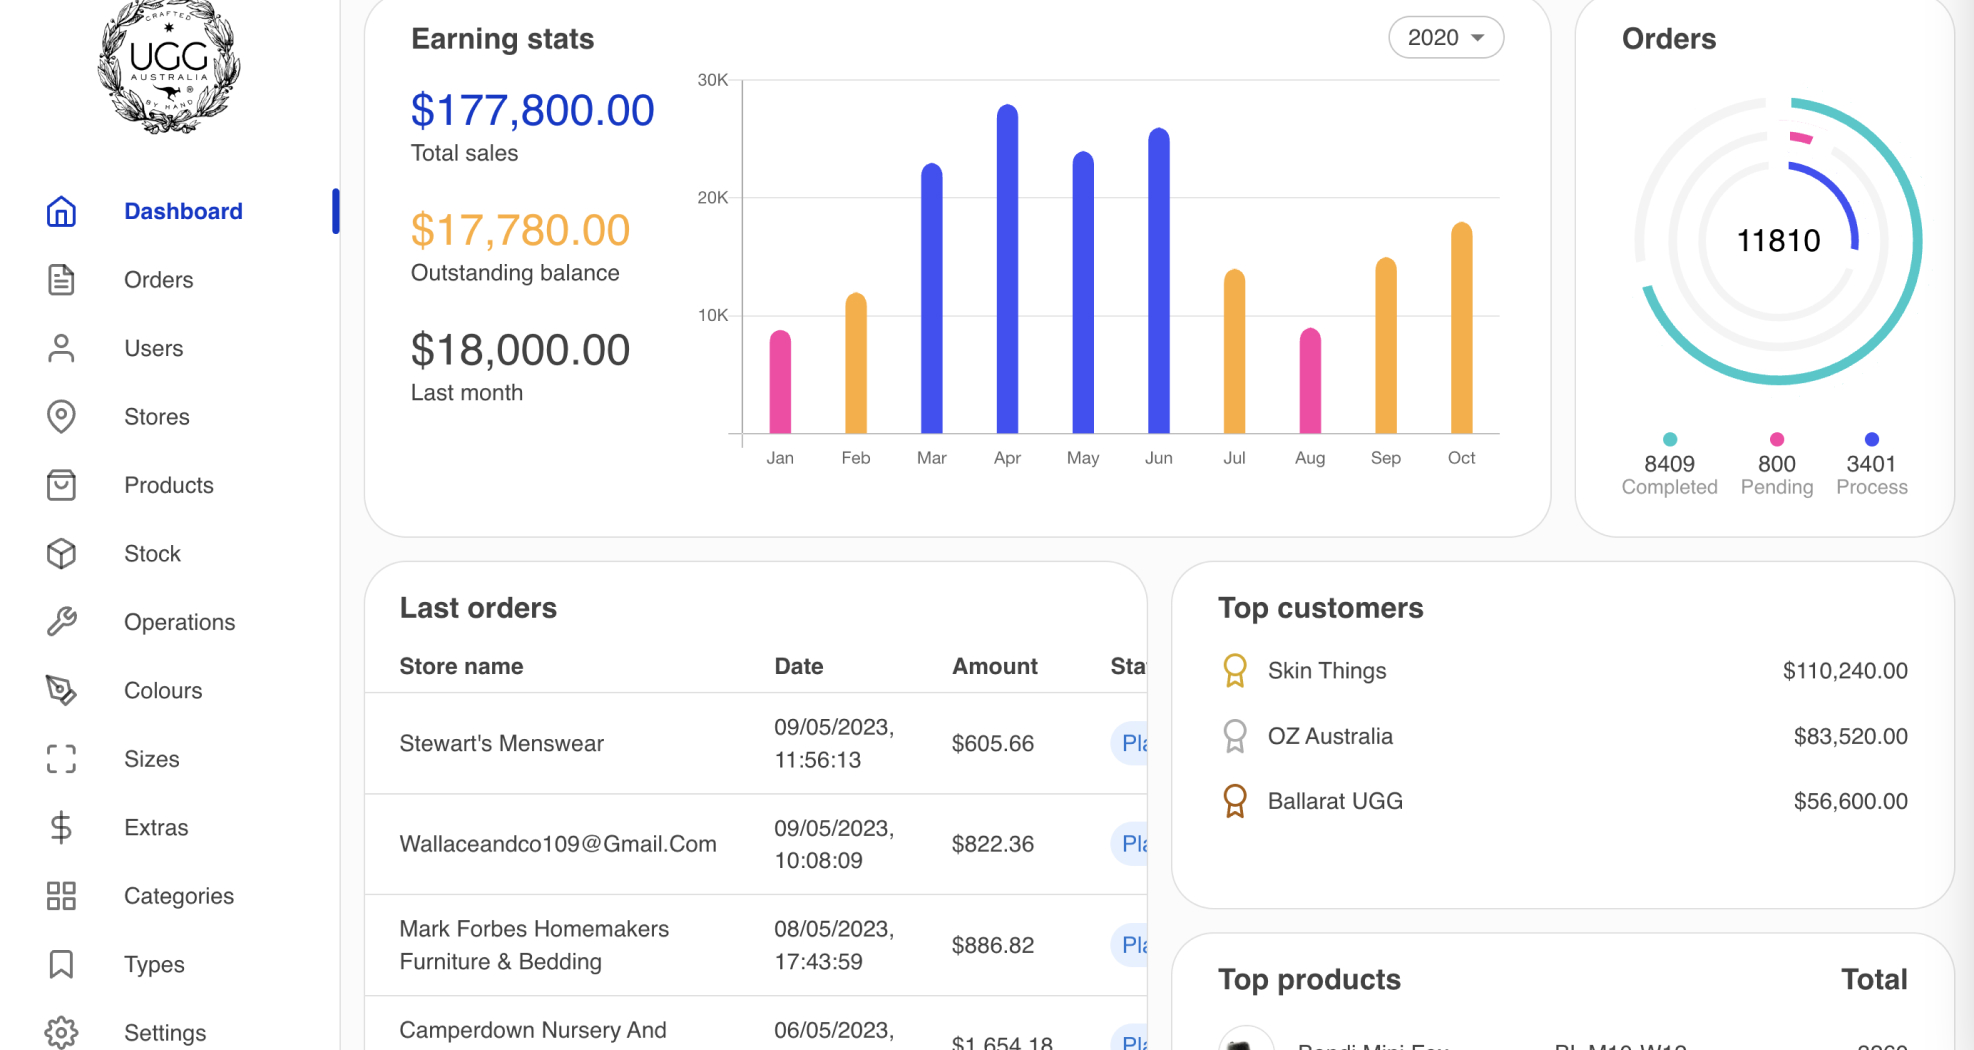 CRAFTED
UGG
AUSTRALIA
®
BY HAND
Dashboard
Orders
Users
Stores
Products
Stock
Operations
Colours
Sizes
Extras
Categories
Types
Settings
Earning stats
2020
$177,800.00
Total sales
$17,780.00
Outstanding balance
$18,000.00
Last month
30K
20K
10K
Jan Feb Mar Apr May Jun Jul Aug Sep Oct
Orders
11810
8409 800 3401
Completed Pending Process
Last orders
Store name Date Amount Sta
Stewart's Menswear
09/05/2023,
11:56:13
$605.66
Pla
Wallaceandco109@Gmail.Com
09/05/2023,
10:08:09
$822.36
Pla
Mark Forbes Homemakers
Furniture & Bedding
08/05/2023,
17:43:59
$886.82
Pla
Camperdown Nursery And
06/05/2023,
$1,654.18
Pla
Top customers
Skin Things $110,240.00
OZ Australia $83,520.00
Ballarat UGG $56,600.00
Top products Total